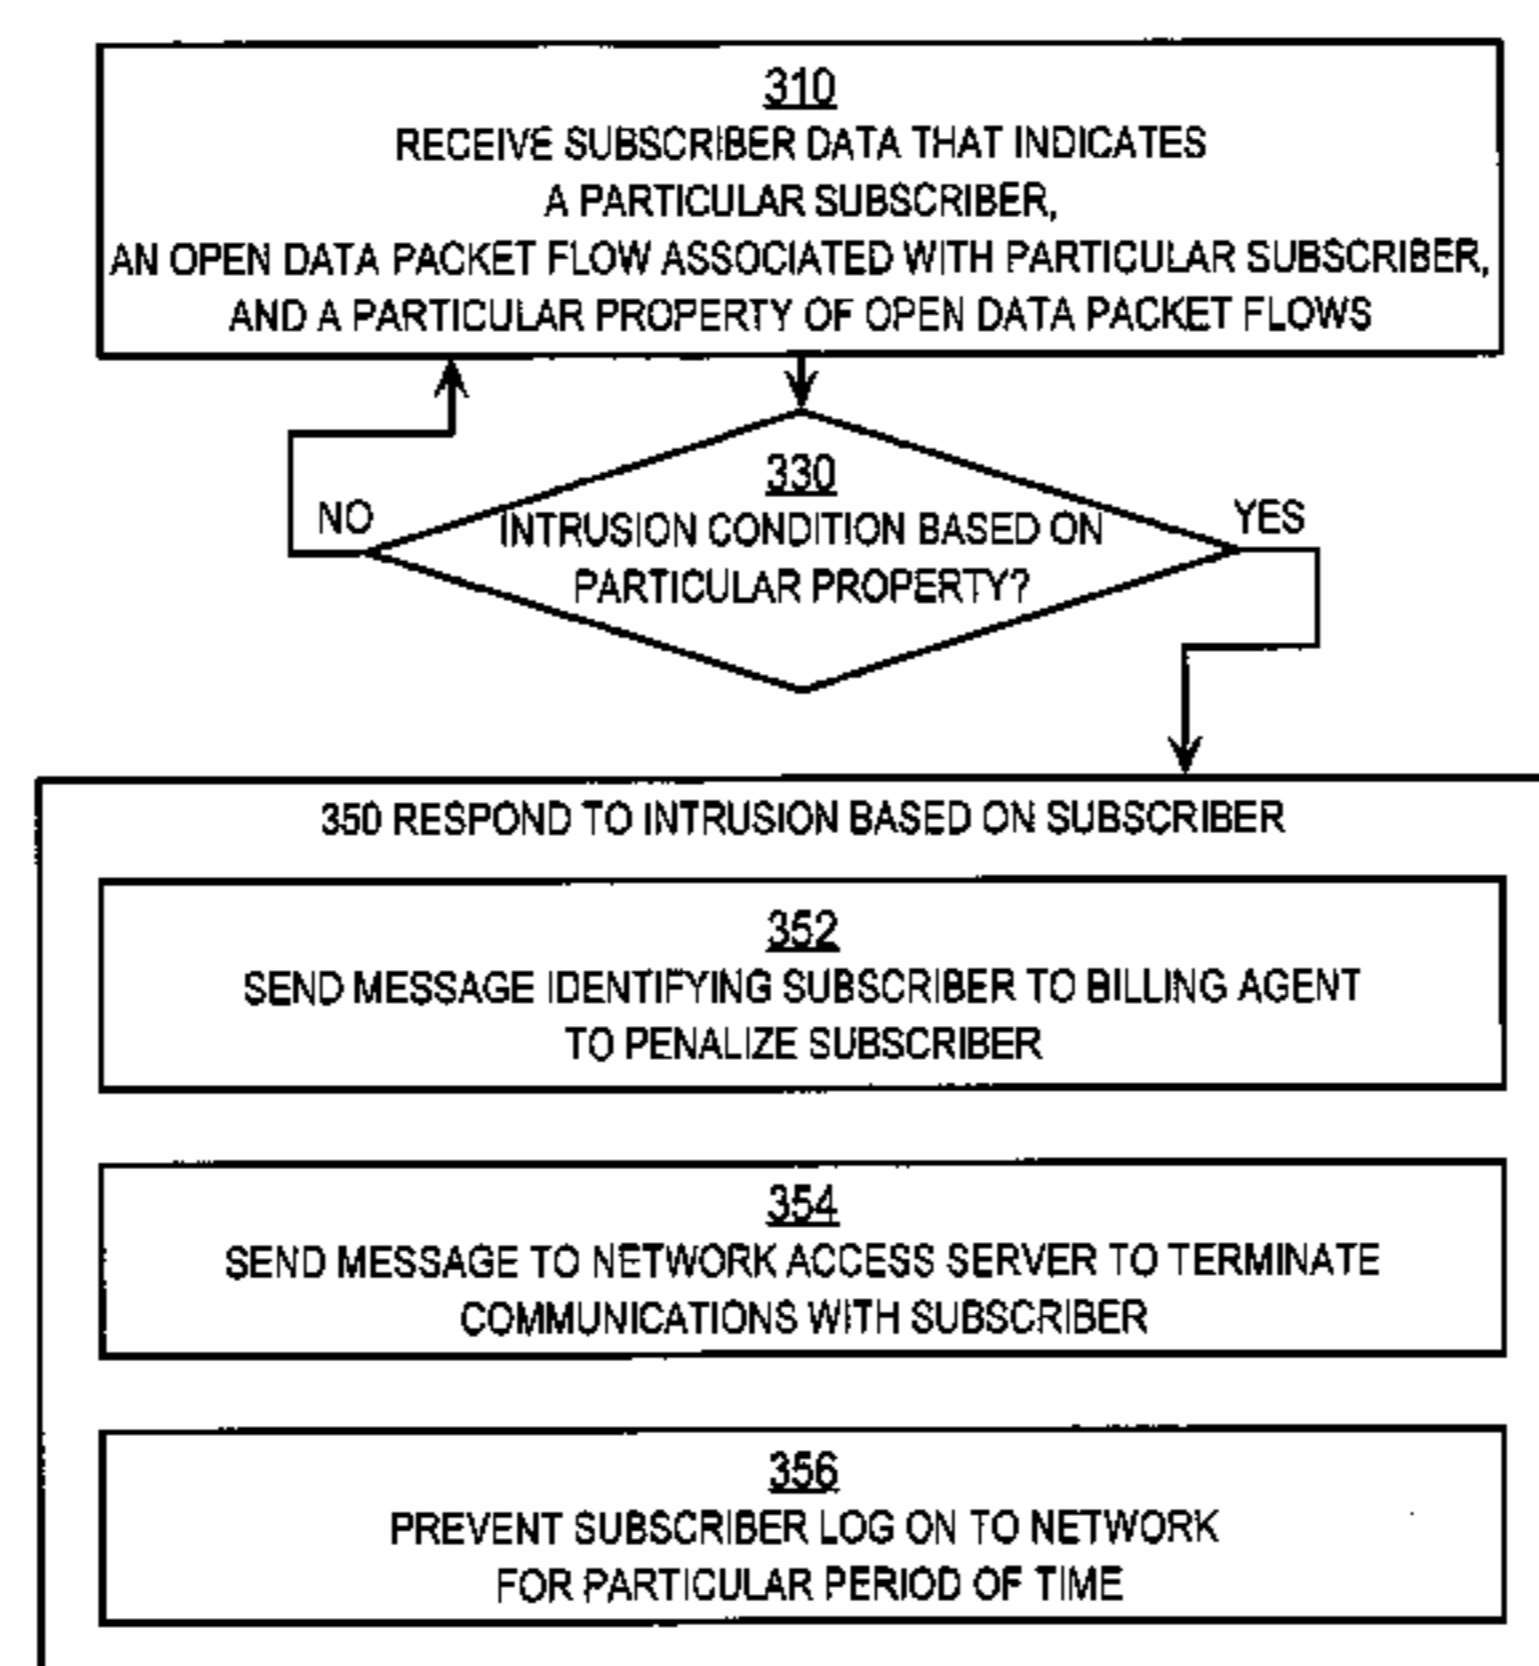 310
RECEIVE SUBSCRIBER DATA THAT INDICATES
A PARTICULAR SUBSCRIBER,
AN OPEN DATA PACKET FLOW ASSOCIATED WITH PARTICULAR SUBSCRIBER,
AND A PARTICULAR PROPERTY OF OPEN DATA PACKET FLOWS
330
INTRUSION CONDITION BASED ON
PARTICULAR PROPERTY?
NO
YES
350 RESPOND TO INTRUSION BASED ON SUBSCRIBER
352
SEND MESSAGE IDENTIFYING SUBSCRIBER TO BILLING AGENT
TO PENALIZE SUBSCRIBER
354
SEND MESSAGE TO NETWORK ACCESS SERVER TO TERMINATE
COMMUNICATIONS WITH SUBSCRIBER
356
PREVENT SUBSCRIBER LOG ON TO NETWORK
FOR PARTICULAR PERIOD OF TIME